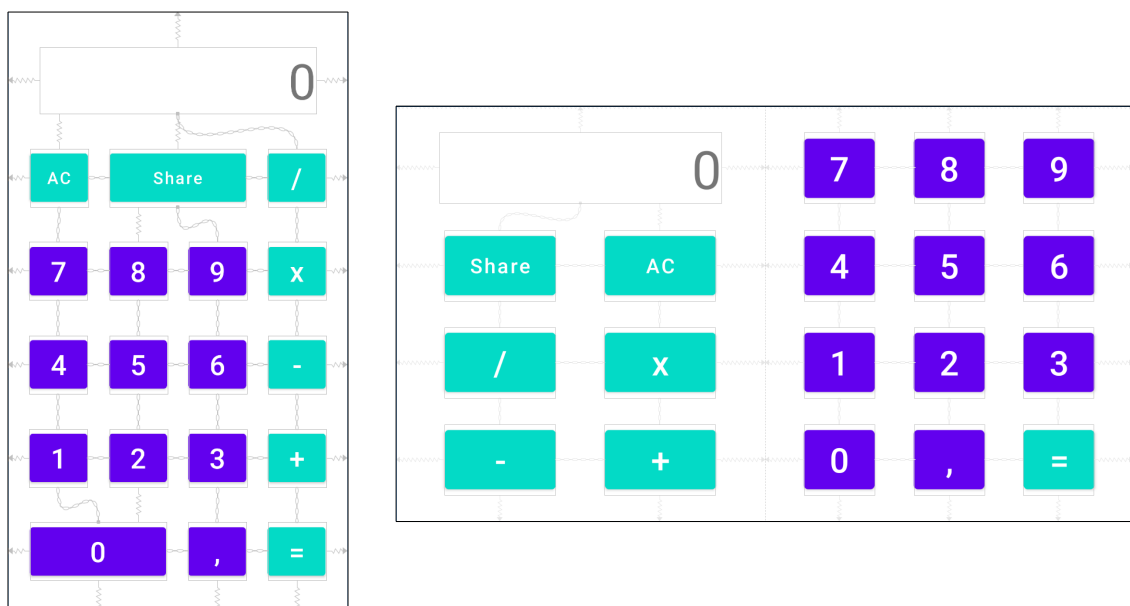 0
AC Share /
7 8 9 x
4 5 6 -
1 2 3 +
0 , =
0
Share AC
/ x
- +
7 8 9
4 5 6
1 2 3
0 , =